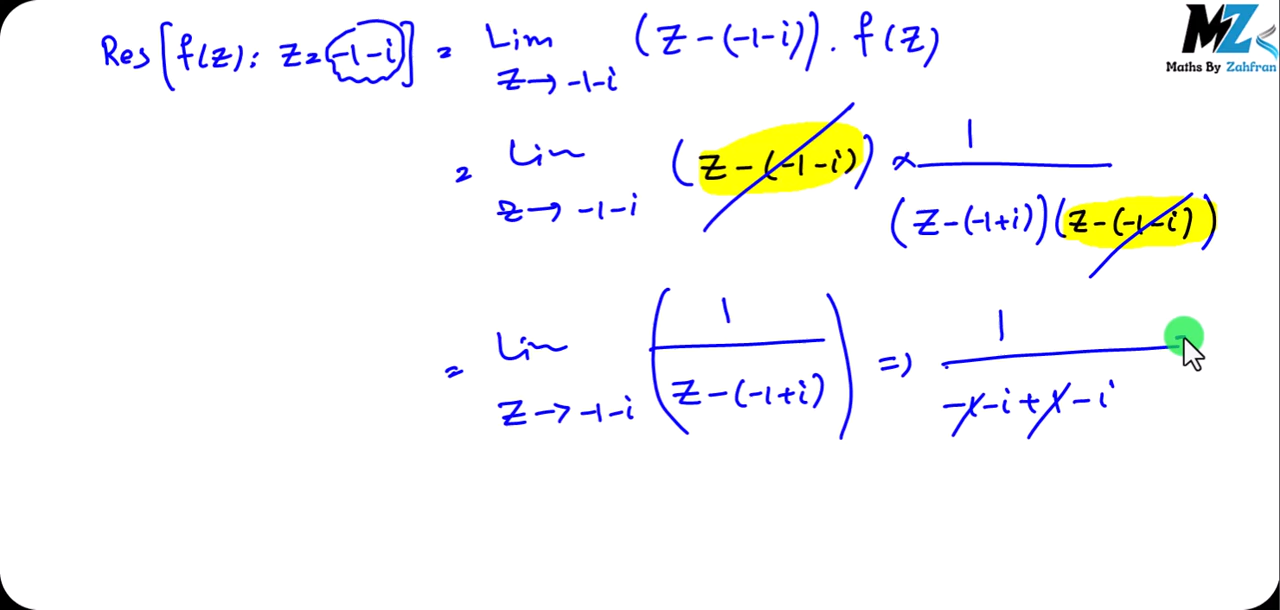 MZ
Maths By Zahfran
Res [f(z): z = -1-i] = Lim z→ -1-i (z-(-1-i)). f(z)
= Lim z→ -1-i (z-(-1-i)) × 1/((z-(-1+i))(z-(-1-i)))
= Lim z→ -1-i (1/(z-(-1+i))) => 1/(-1-i+1-i) =